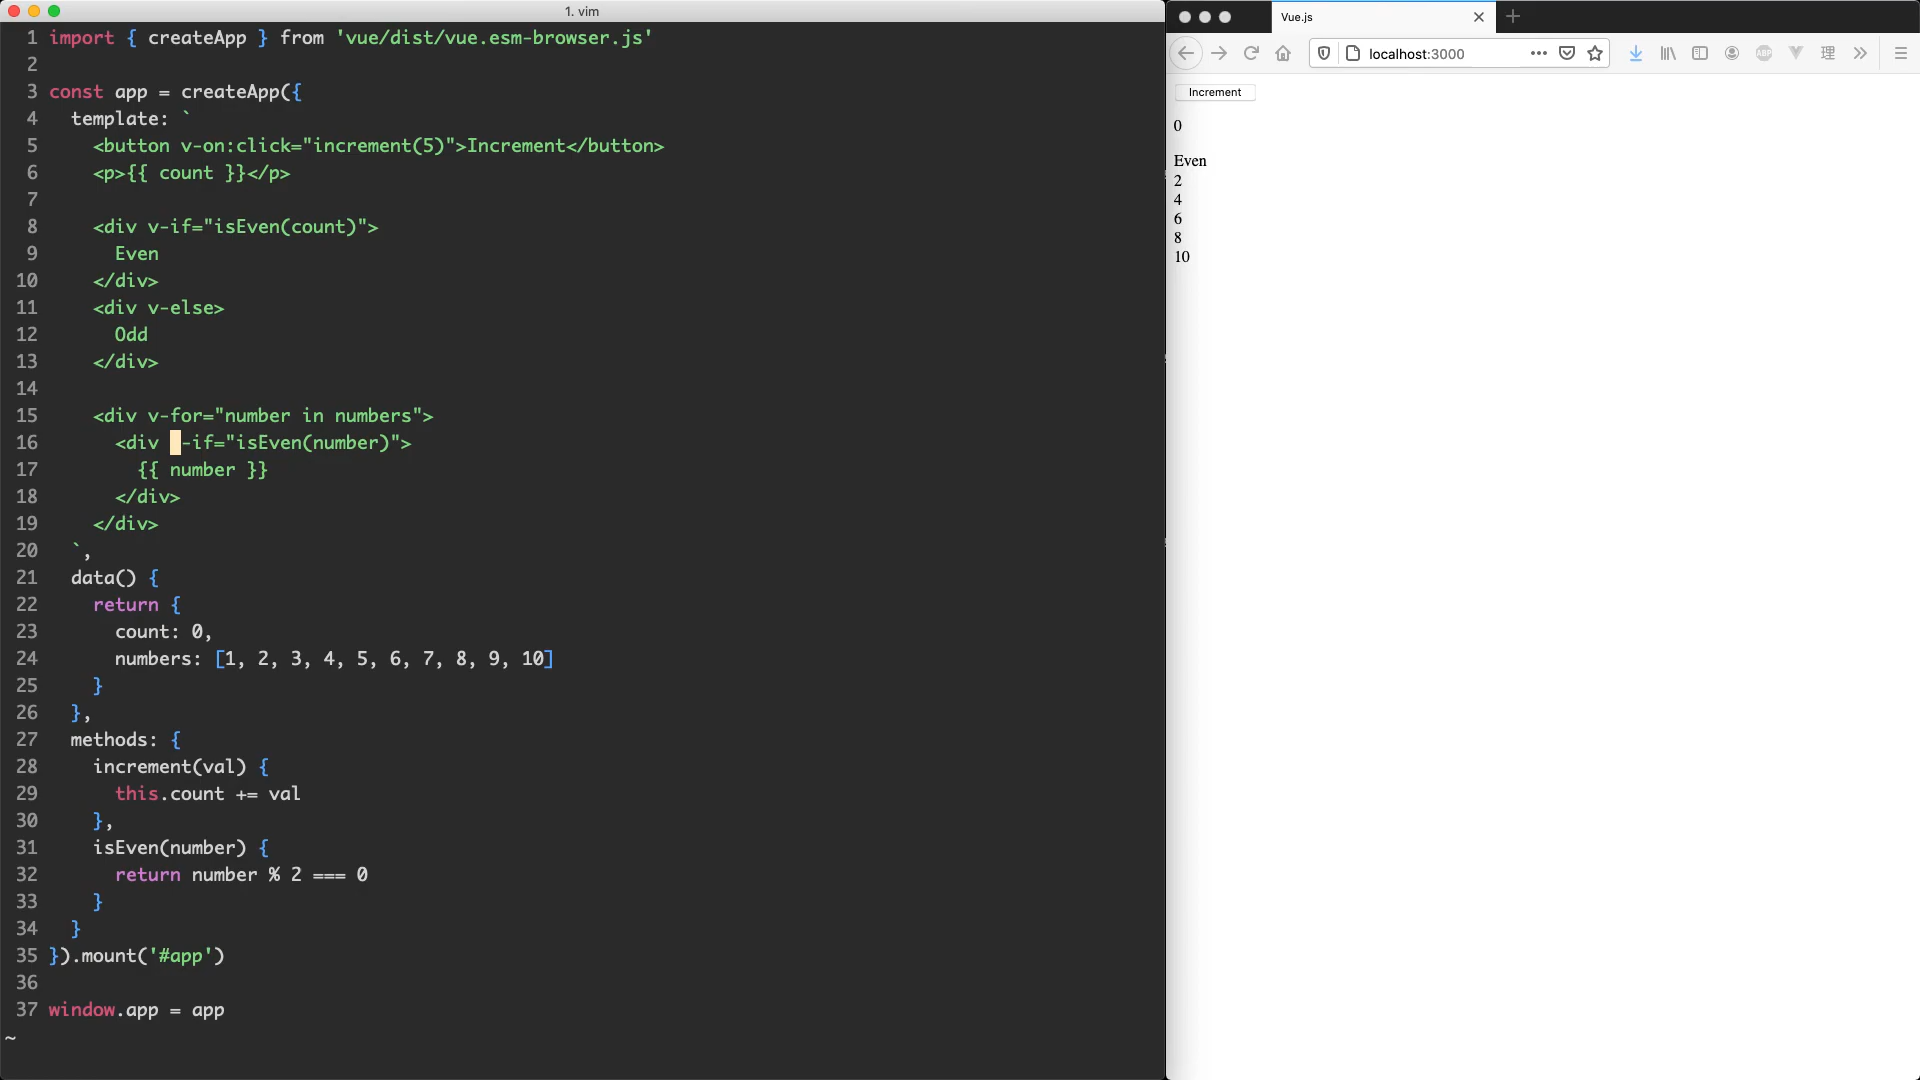 1. vim
1 import { createApp } from 'vue/dist/vue.esm-browser.js'
2
3 const app = createApp({
4   template: `
5     <button v-on:click="increment(5)">Increment</button>
6     <p>{{ count }}</p>
7
8     <div v-if="isEven(count)">
9       Even
10     </div>
11     <div v-else>
12       Odd
13     </div>
14
15     <div v-for="number in numbers">
16       <div -if="isEven(number)">
17         {{ number }}
18       </div>
19     </div>
20   `,
21   data() {
22     return {
23       count: 0,
24       numbers: [1, 2, 3, 4, 5, 6, 7, 8, 9, 10]
25     }
26   },
27   methods: {
28     increment(val) {
29       this.count += val
30     },
31     isEven(number) {
32       return number % 2 === 0
33     }
34   }
35 }).mount('#app')
36
37 window.app = app
~
Vue.js
localhost:3000
ABP
理
Increment
0
Even
2
4
6
8
10